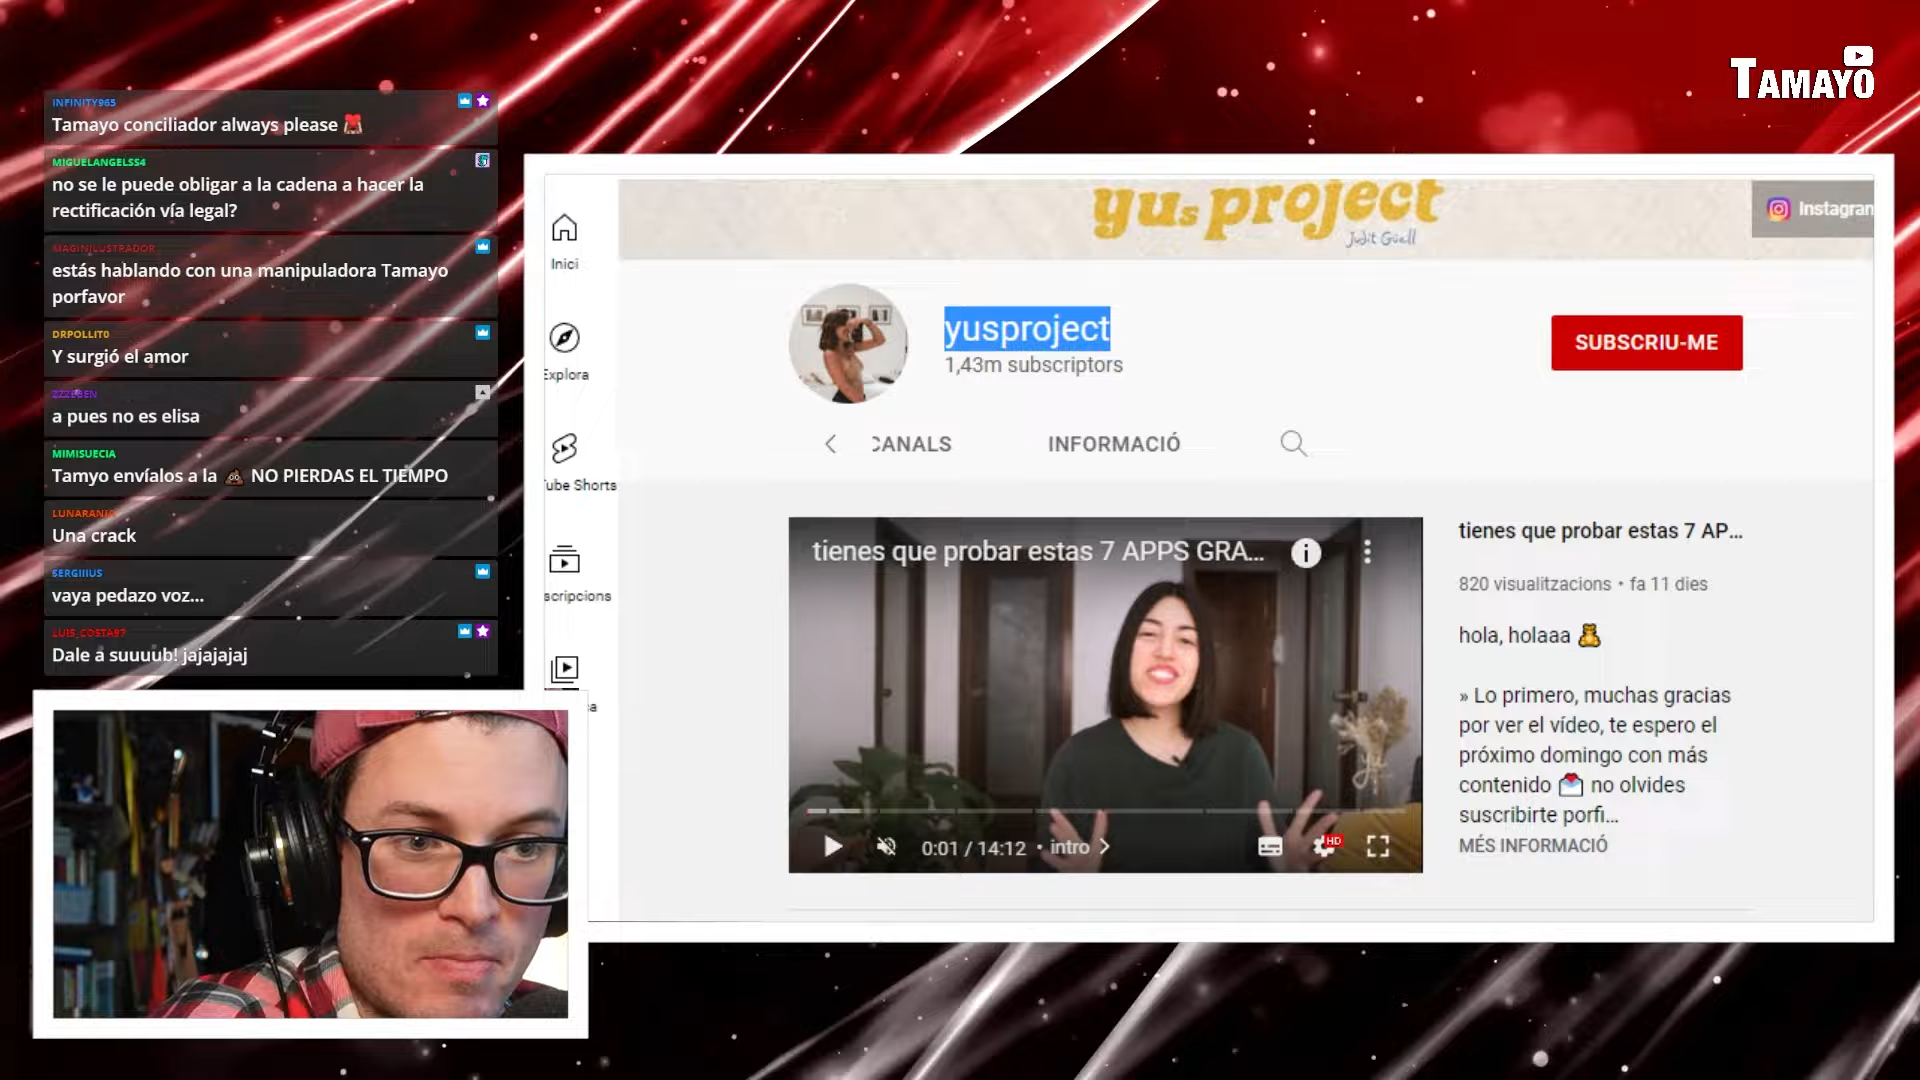 TAMAYO
INFINITY965
Tamayo conciliador always please
MIGUELANGELSS4
no se le puede obligar a la cadena a hacer la
rectificación vía legal?
MAGINILUSTRADOR
estás hablando con una manipuladora Tamayo
porfavor
DRPOLLIT0
Y surgió el amor
ZZZEBEN
a pues no es elisa
MIMISUECIA
Tamyo envíalos a la 💩 NO PIERDAS EL TIEMPO
Una crack
SERGIIIUS
vaya pedazo voz...
LUIS_COSTA97
Dale a suuuub! jajajajaj
Inici
Explora
Tube Shorts
scripcions
a
yus project
Judit Güell
Instagram
yusproject
1,43m subscriptors
SUBSCRIU-ME
CANALS
INFORMACIÓ
tienes que probar estas 7 APPS GRA...
0:01 / 14:12 • intro
HD
tienes que probar estas 7 AP...
820 visualitzacions • fa 11 dies
hola, holaaa 🧸
» Lo primero, muchas gracias
por ver el vídeo, te espero el
próximo domingo con más
contenido 💌 no olvides
suscribirte porfi...
MÉS INFORMACIÓ